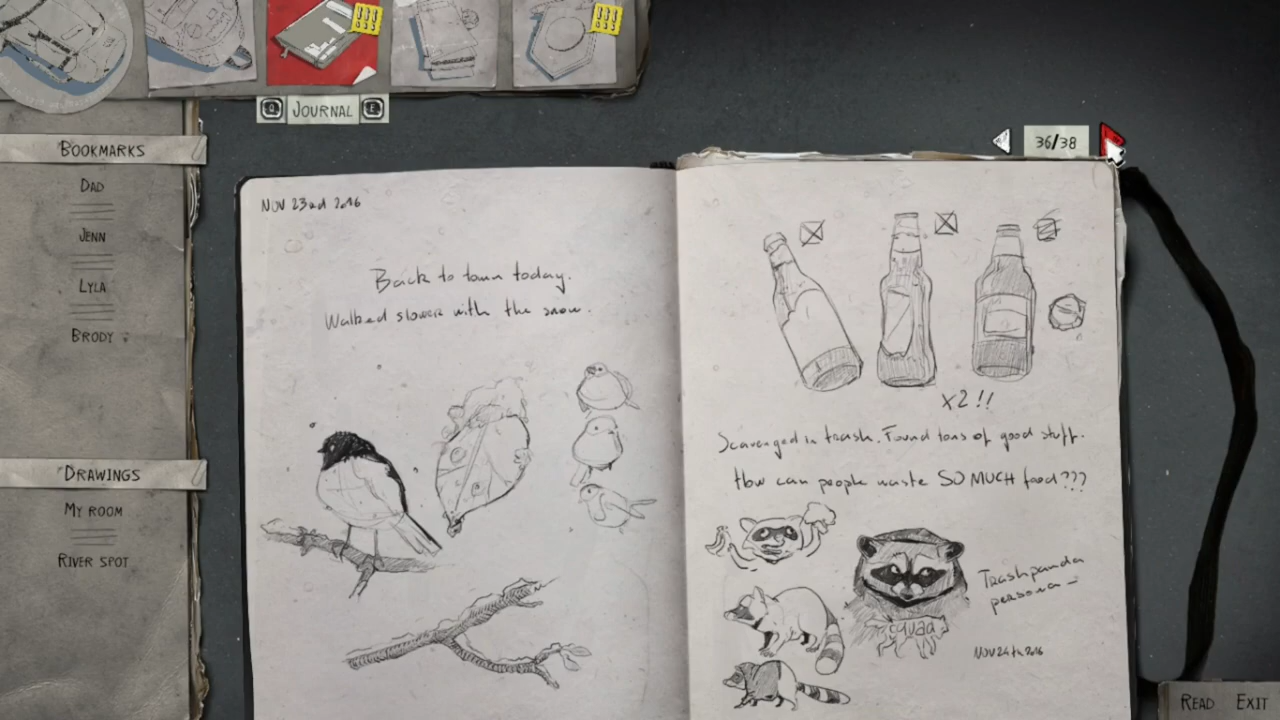 Q JOURNAL E
BOOKMARKS
DAD
JENN
LYLA
BRODY
DRAWINGS
MY ROOM
RIVER SPOT
36/38
NOV 23rd 2016
Back to town today.
Walked slower with the snow.
x2!!
Scavenged in trash. Found tons of good stuff.
How can people waste SO MUCH food???
Trashpanda
persona
squaa
NOV 24th 2016
READ EXIT